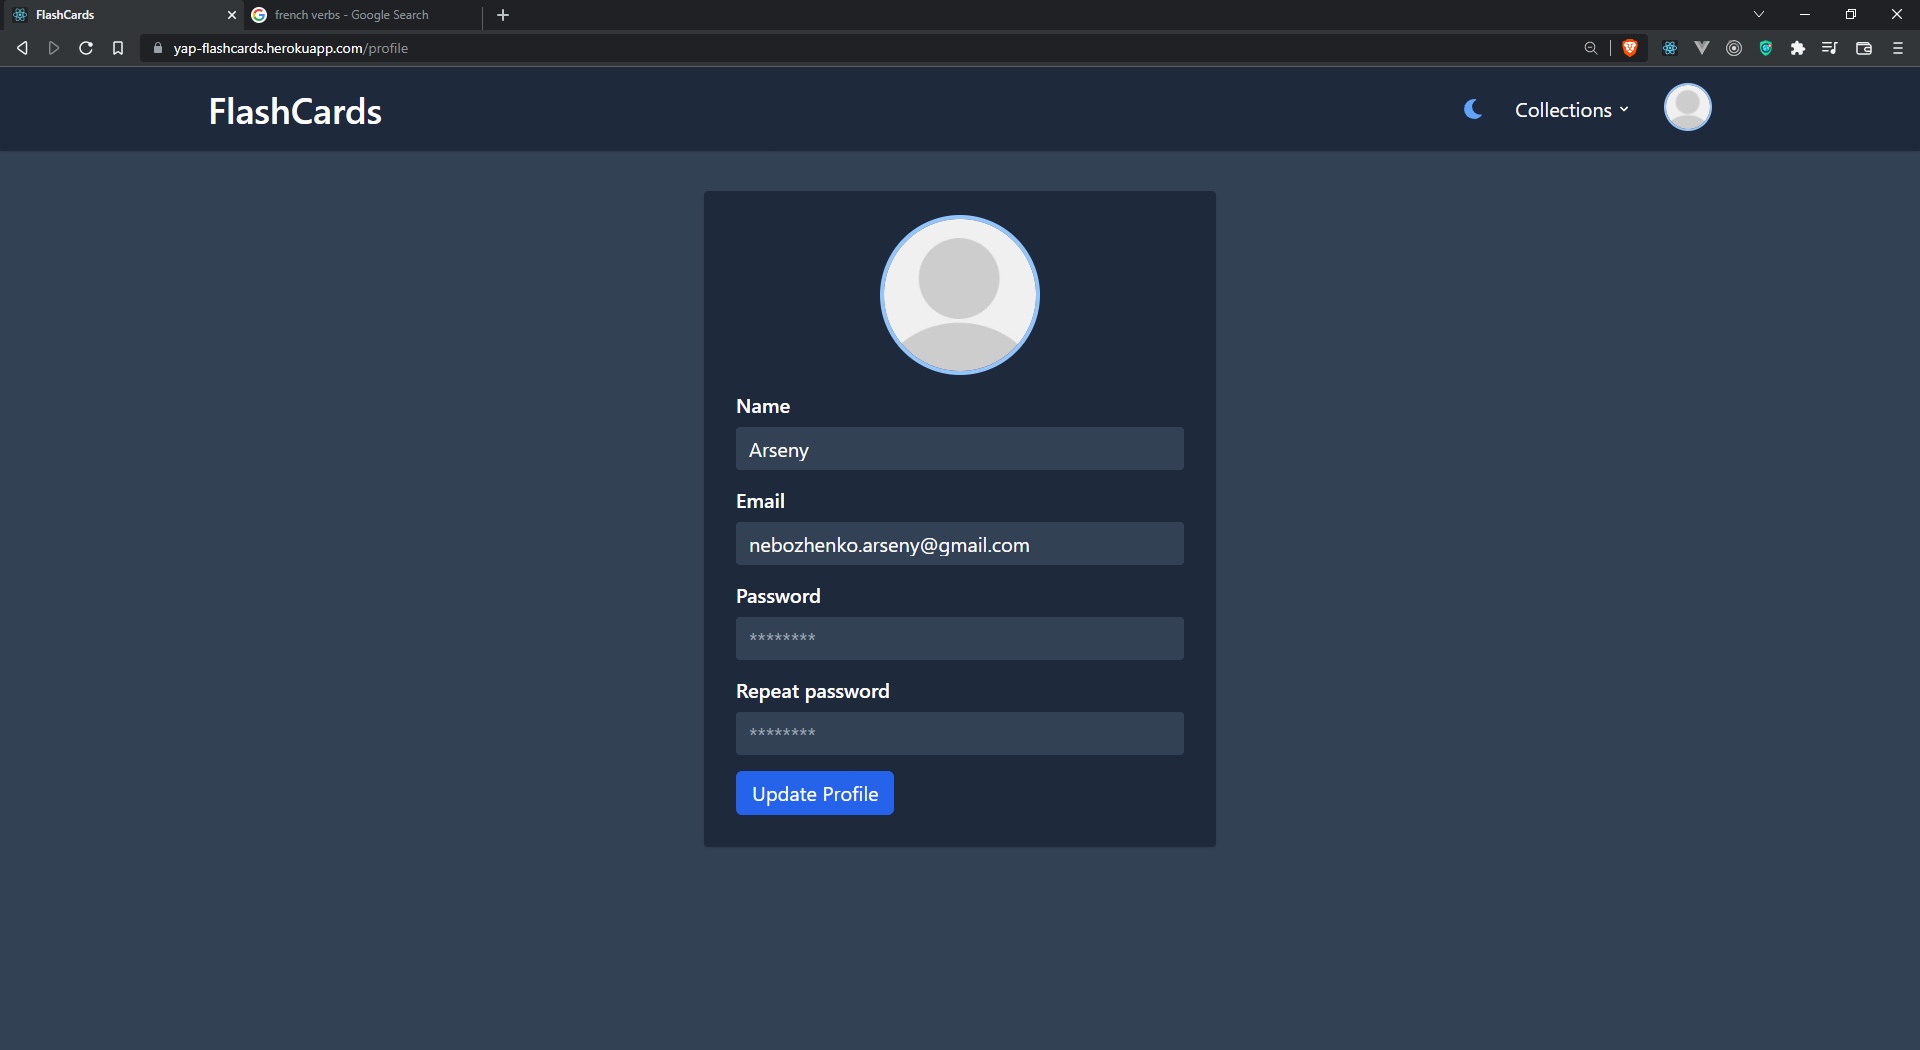 FlashCards
french verbs - Google Search
yap-flashcards.herokuapp.com/profile
FlashCards
Collections
Name
Arseny
Email
nebozhenko.arseny@gmail.com
Password
********
Repeat password
********
Update Profile